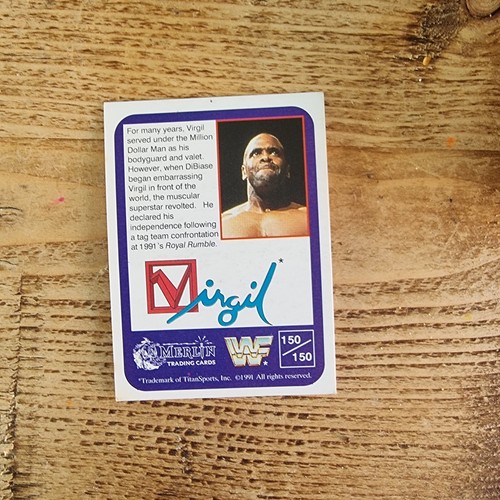 For many years, Virgil
served under the Million
Dollar Man as his
bodyguard and valet.
However, when DiBiase
began embarrassing
Virgil in front of the
world, the muscular
superstar revolted. He
declared his
independence following
a tag team confrontation
at 1991's Royal Rumble.
Virgil*
MERLIN
TRADING CARDS
WF
150/150
*Trademark of TitanSports, Inc. ©1991 All rights reserved.